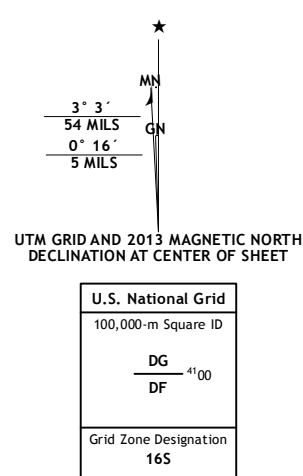 MN
3° 3´
54 MILS
GN
0° 16´
5 MILS
UTM GRID AND 2013 MAGNETIC NORTH
DECLINATION AT CENTER OF SHEET
U.S. National Grid
100,000-m Square ID
DG
4100
DF
Grid Zone Designation
16S